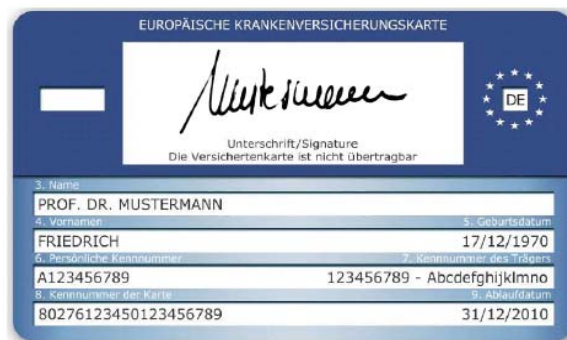 EUROPÄISCHE KRANKENVERSICHERUNGSKARTE
Mustermann
DE
Unterschrift/Signature
Die Versichertenkarte ist nicht übertragbar
3. Name
PROF. DR. MUSTERMANN
4. Vornamen 5. Geburtsdatum
FRIEDRICH 17/12/1970
6. Persönliche Kennnummer 7. Kennnummer des Trägers
A123456789 123456789 - Abcdefghijklmno
8. Kennnummer der Karte 9. Ablaufdatum
80276123450123456789 31/12/2010